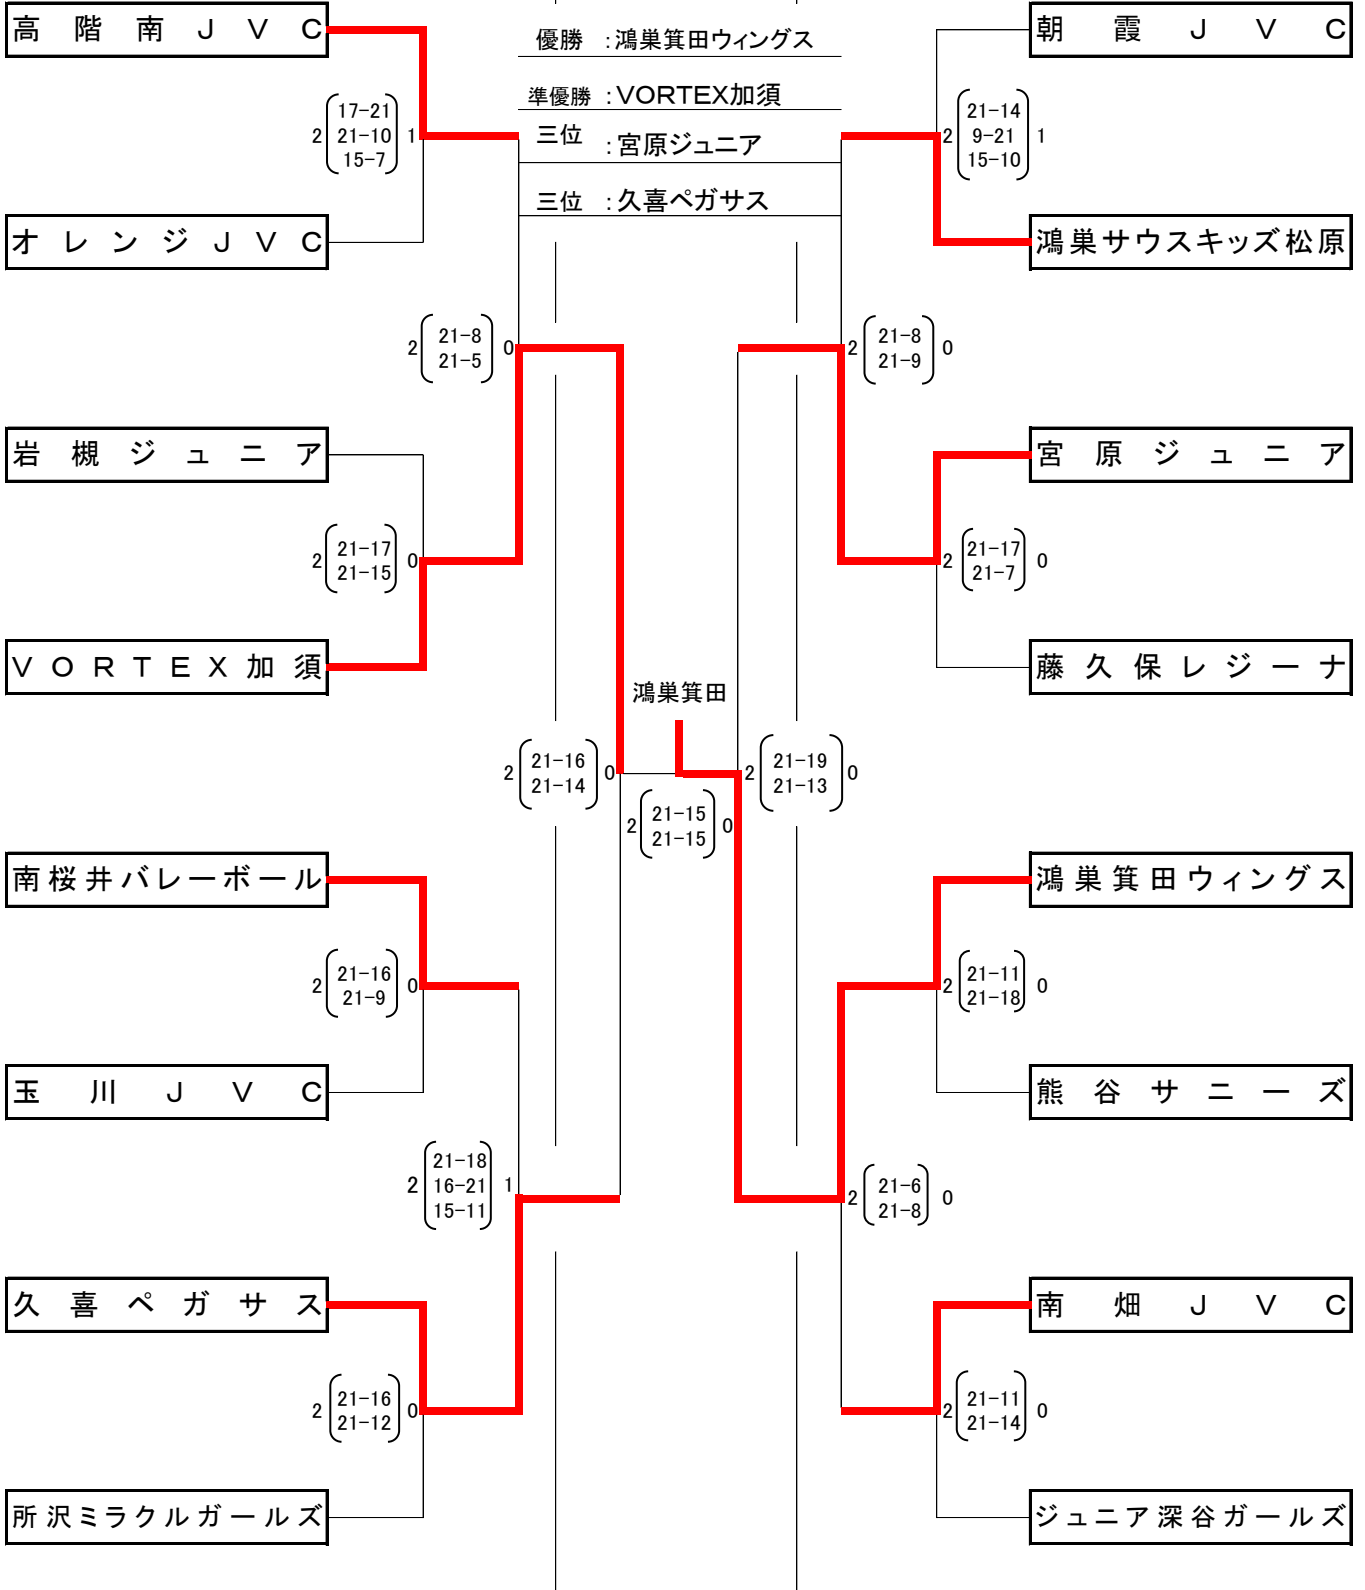 高階南JVC
優勝 :鴻巣箕田ウィングス
朝霞JVC
準優勝 :VORTEX加須
三位 :宮原ジュニア
三位 :久喜ペガサス
2 17-21 1
21-10
15-7
2 21-14 1
9-21
15-10
オレンジJVC
鴻巣サウスキッズ松原
2 21-8 0
21-5
2 21-8 0
21-9
岩槻ジュニア
宮原ジュニア
2 21-17 0
21-15
2 21-17 0
21-7
VORTEX加須
藤久保レジーナ
鴻巣箕田
2 21-16 0
21-14
2 21-19 0
21-13
2 21-15 0
21-15
南桜井バレーボール
鴻巣箕田ウィングス
2 21-16 0
21-9
2 21-11 0
21-18
玉川JVC
熊谷サニーズ
2 21-18 1
16-21
15-11
2 21-6 0
21-8
久喜ペガサス
南畑JVC
2 21-16 0
21-12
2 21-11 0
21-14
所沢ミラクルガールズ
ジュニア深谷ガールズ